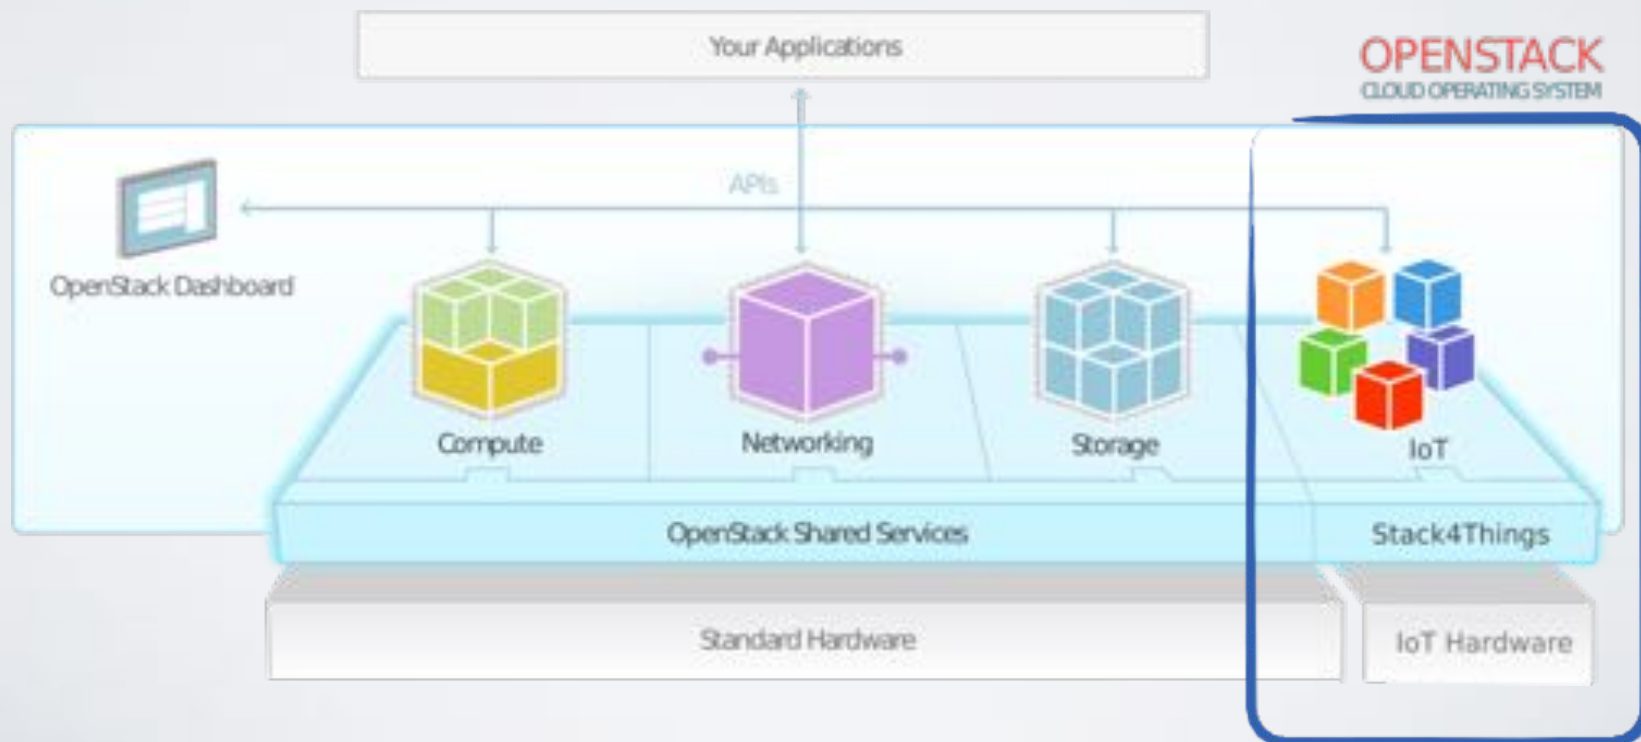 Your Applications
OPENSTACK
CLOUD OPERATING SYSTEM
APIs
OpenStack Dashboard
Compute
Networking
Storage
IoT
OpenStack Shared Services
Stack4Things
Standard Hardware
IoT Hardware